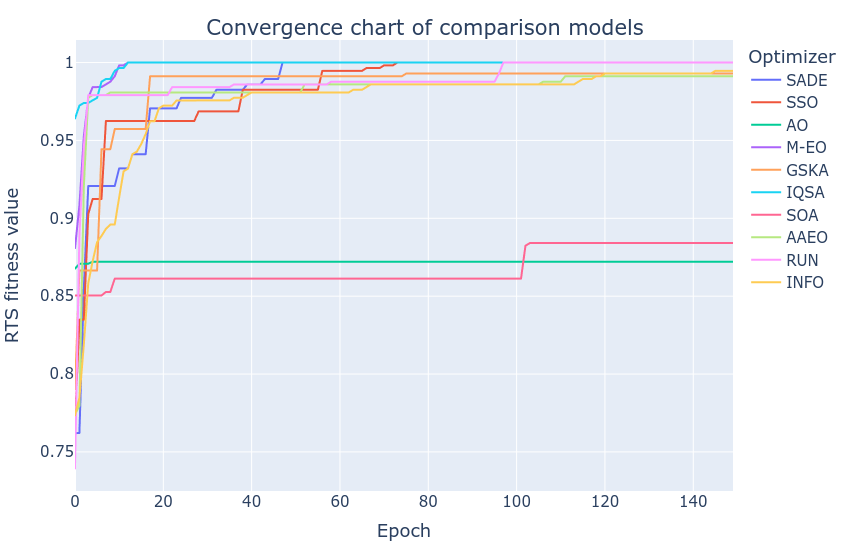 Convergence chart of comparison models
RTS fitness value
1
0.95
0.9
0.85
0.8
0.75
0 20 40 60 80 100 120 140
Epoch
Optimizer
SADE
SSO
AO
M-EO
GSKA
IQSA
SOA
AAEO
RUN
INFO